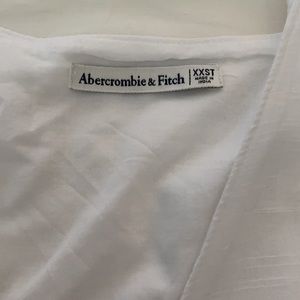 Abercrombie & Fitch
XXST
MADE IN
INDIA